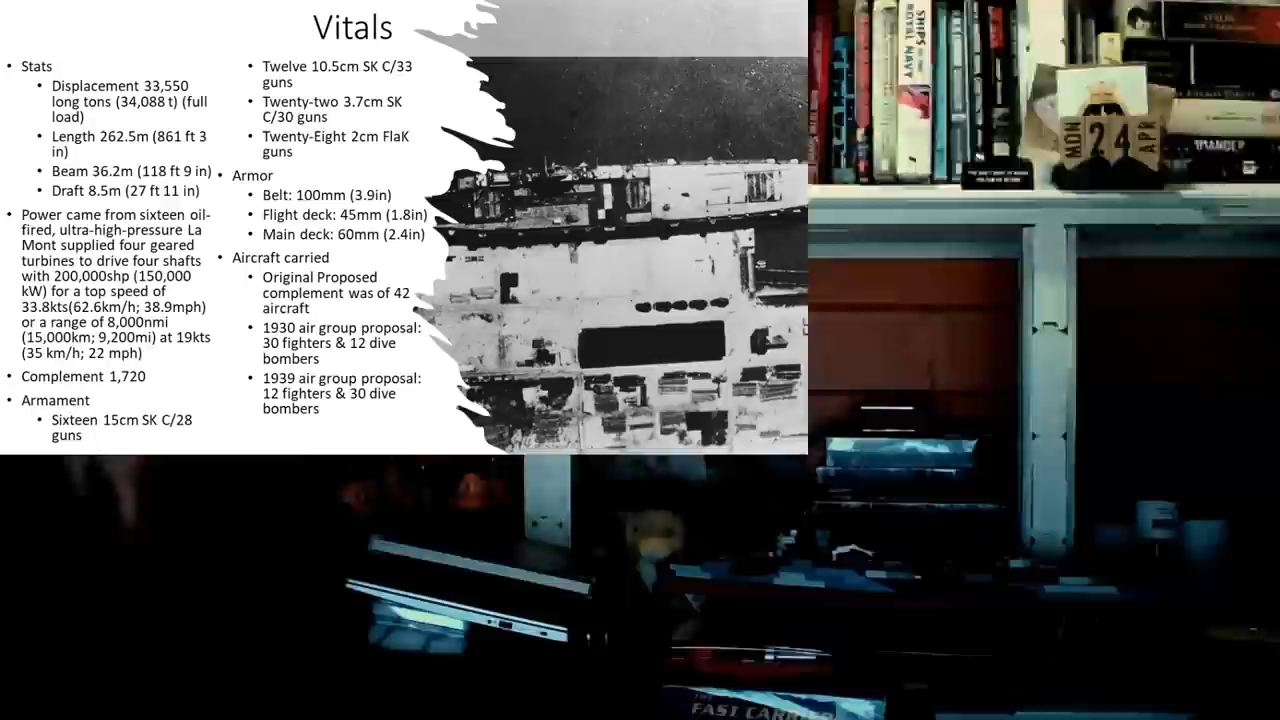 Vitals
• Stats
• Displacement 33,550
long tons (34,088 t) (full
load)
• Length 262.5m (861 ft 3
in)
• Beam 36.2m (118 ft 9 in)
• Draft 8.5m (27 ft 11 in)
• Power came from sixteen oil-
fired, ultra-high-pressure La
Mont supplied four geared
turbines to drive four shafts
with 200,000shp (150,000
kW) for a top speed of
33.8kts(62.6km/h; 38.9mph)
or a range of 8,000nmi
(15,000km; 9,200mi) at 19kts
(35 km/h; 22 mph)
• Complement 1,720
• Armament
• Sixteen 15cm SK C/28
guns
• Twelve 10.5cm SK C/33
guns
• Twenty-two 3.7cm SK
C/30 guns
• Twenty-Eight 2cm FlaK
guns
• Armor
• Belt: 100mm (3.9in)
• Flight deck: 45mm (1.8in)
• Main deck: 60mm (2.4in)
• Aircraft carried
• Original Proposed
complement was of 42
aircraft
• 1930 air group proposal:
30 fighters & 12 dive
bombers
• 1939 air group proposal:
12 fighters & 30 dive
bombers
SHIPS
ROYAL NAVY
STALIN
MON 24 APR
FAST CARRIER